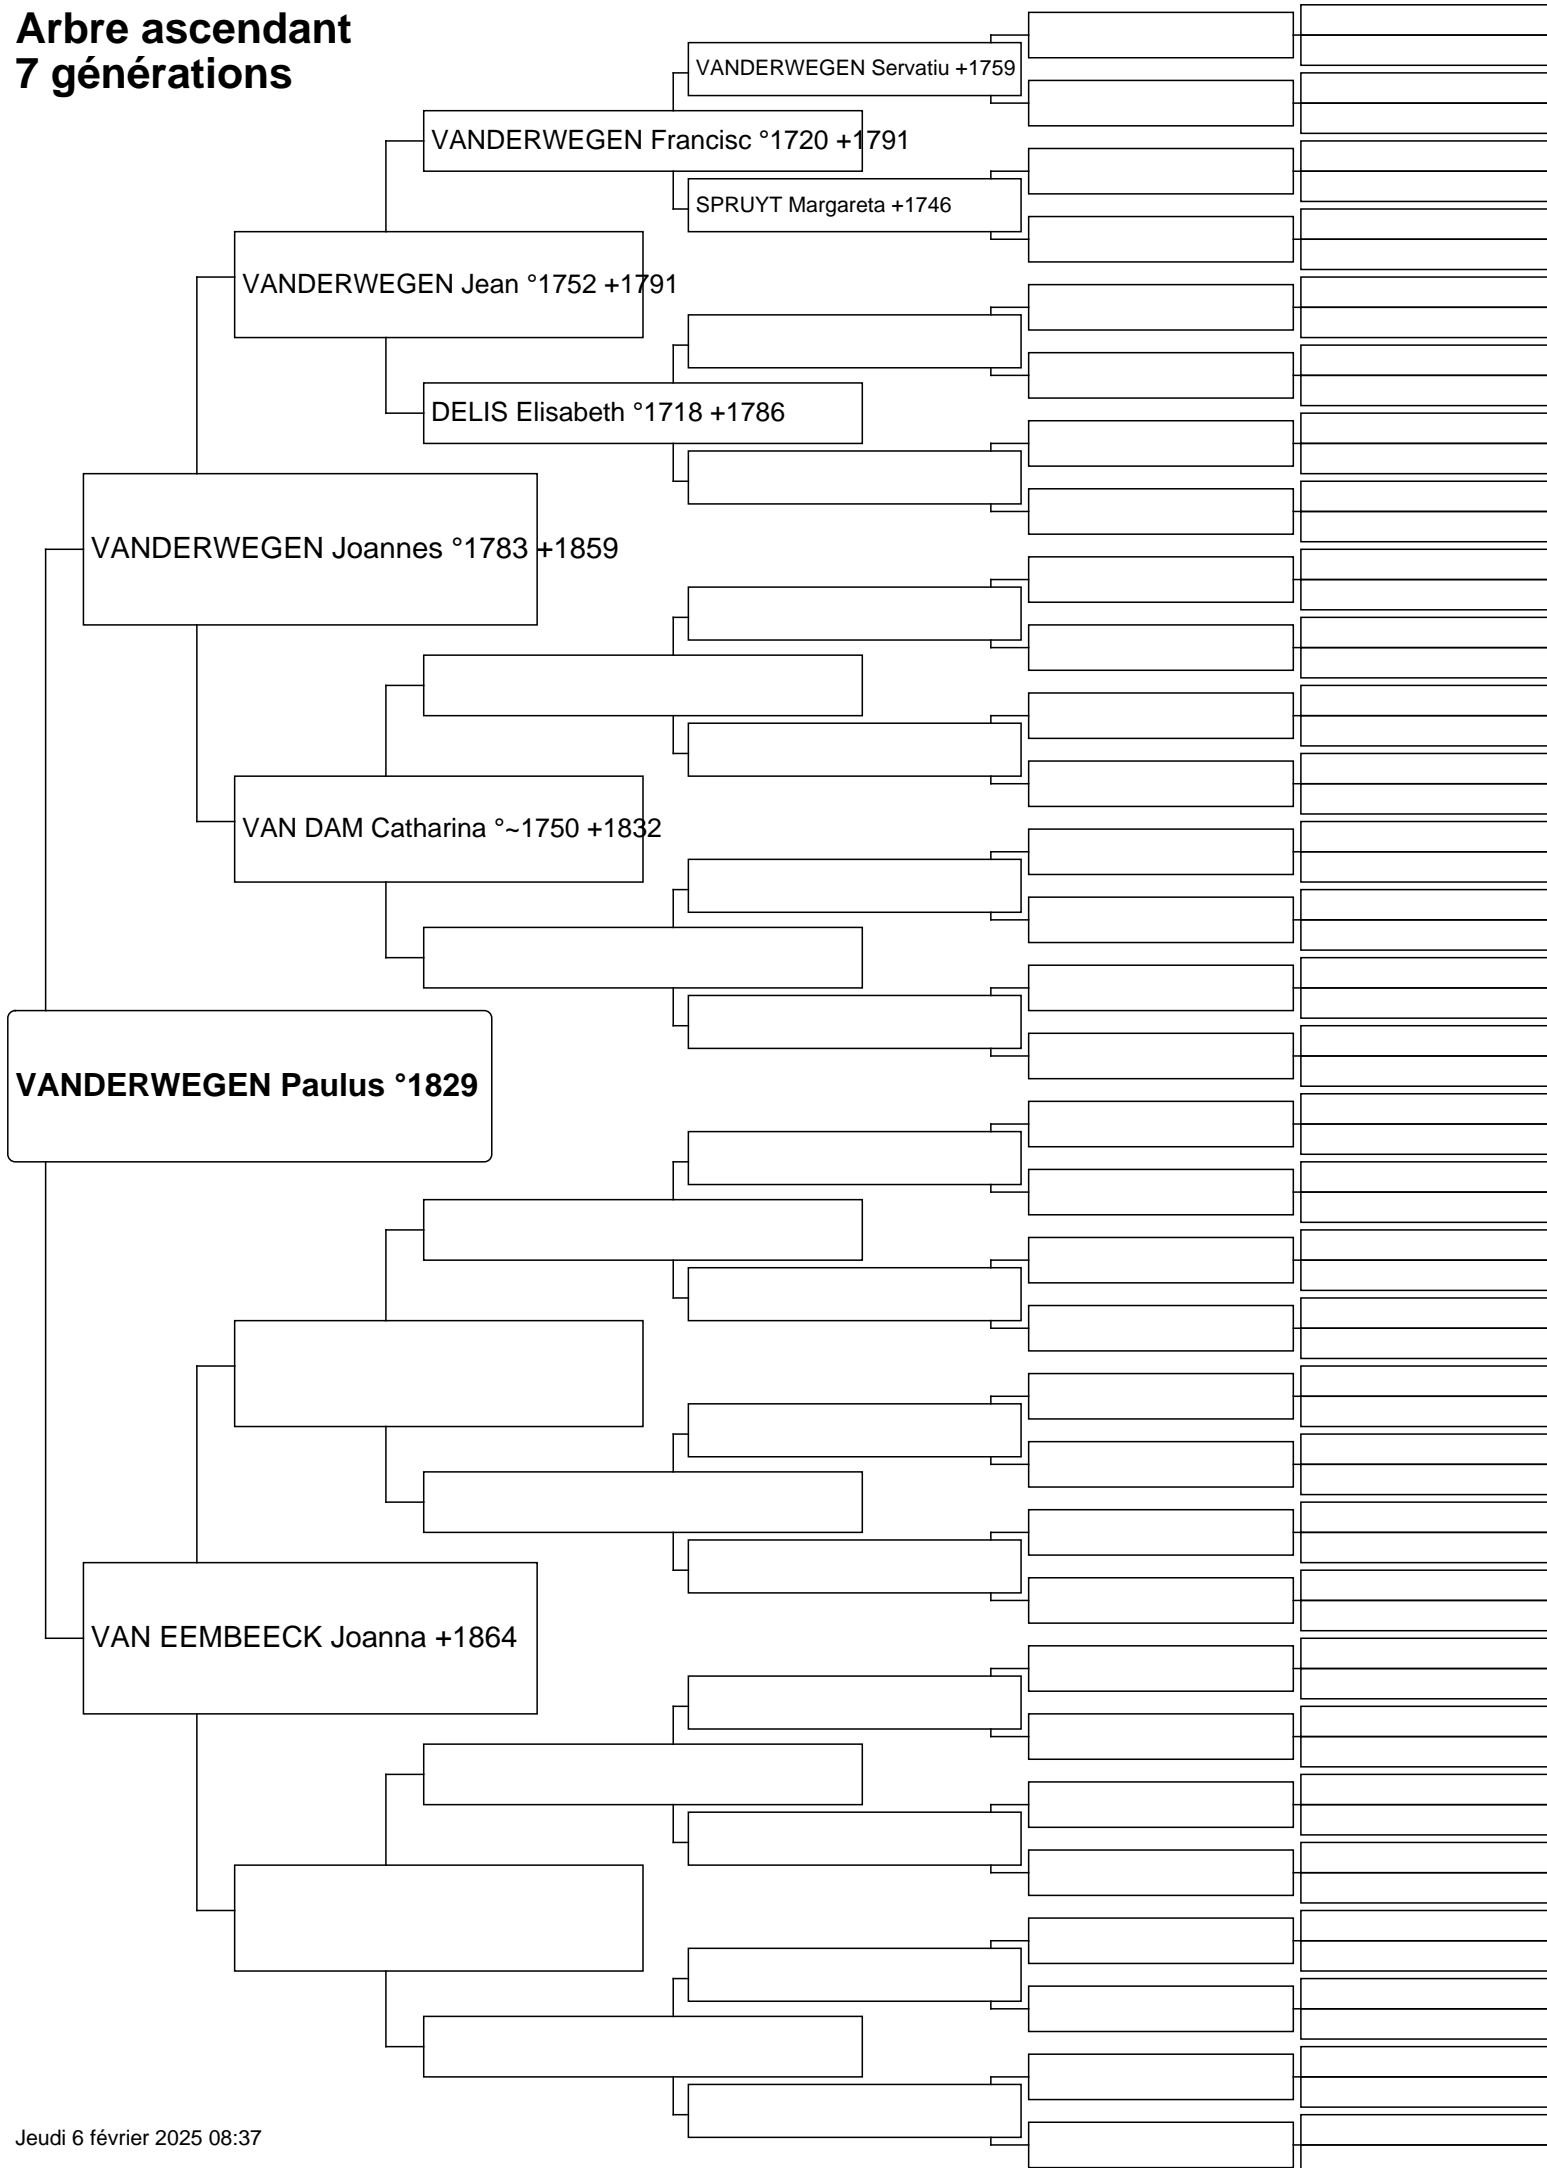 Arbre ascendant
7 générations
VANDERWEGEN Servatiu +1759
VANDERWEGEN Francisc °1720 +1791
SPRUYT Margareta +1746
VANDERWEGEN Jean °1752 +1791
DELIS Elisabeth °1718 +1786
VANDERWEGEN Joannes °1783 +1859
VAN DAM Catharina °~1750 +1832
VANDERWEGEN Paulus °1829
VAN EEMBEECK Joanna +1864
Jeudi 6 février 2025 08:37